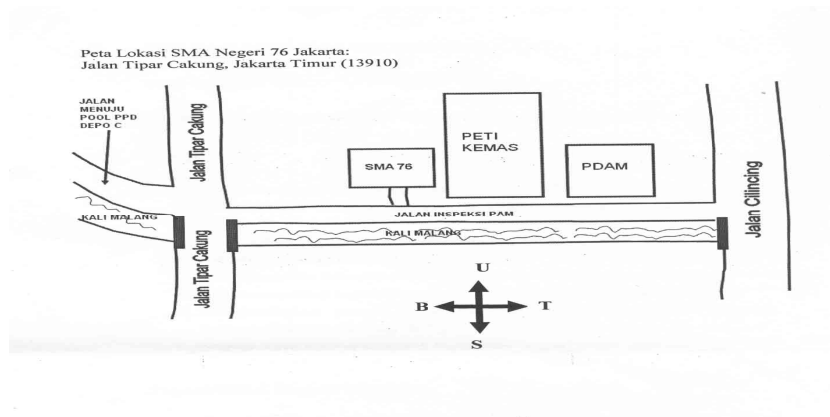 Peta Lokasi SMA Negeri 76 Jakarta:
Jalan Tipar Cakung, Jakarta Timur (13910)
JALAN
MENUJU
POOL PPD
DEPO C
Jalan Tipar Cakung
SMA 76
PETI
KEMAS
PDAM
Jalan Cilincing
JALAN INSPEKSI PAM
KALI MALANG
KALI MALANG
Jalan Tipar Cakung
U
B
T
S